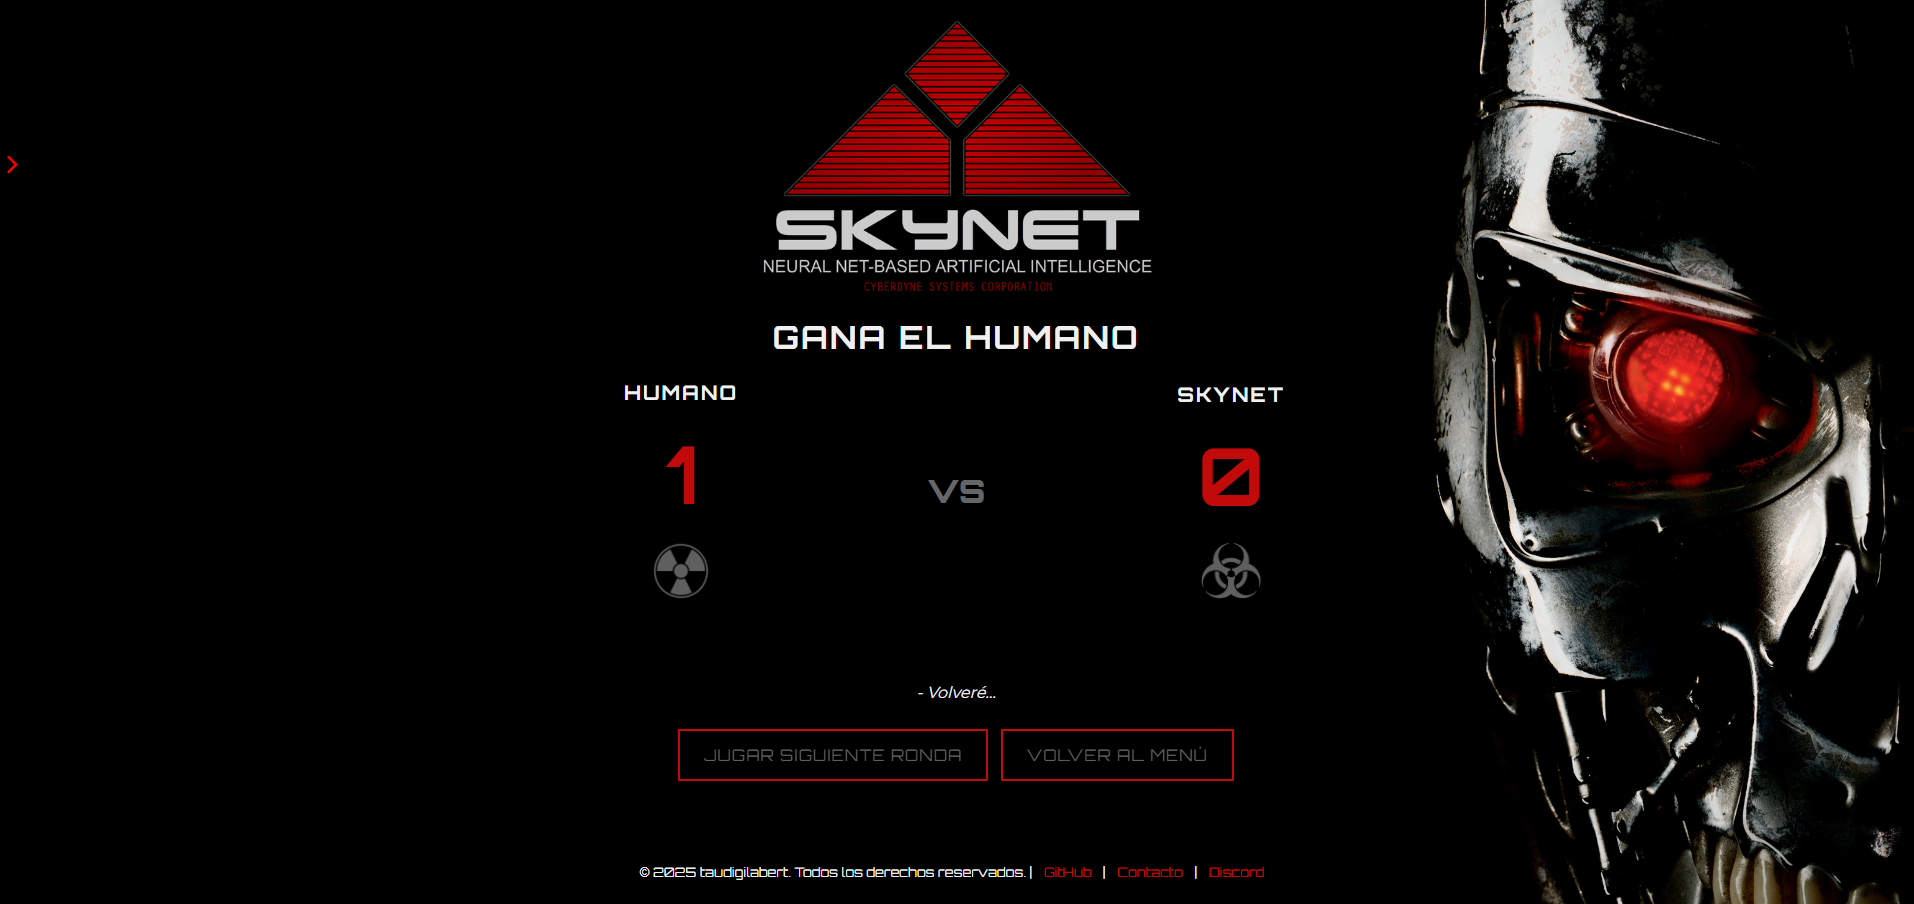 SKYNET
NEURAL NET-BASED ARTIFICIAL INTELLIGENCE
CYBERDYNE SYSTEMS CORPORATION
GANA EL HUMANO
HUMANO
SKYNET
1
VS
0
- Volveré...
JUGAR SIGUIENTE RONDA
VOLVER AL MENÚ
© 2025 taudigilabert. Todos los derechos reservados. | GitHub | Contacto | Discord